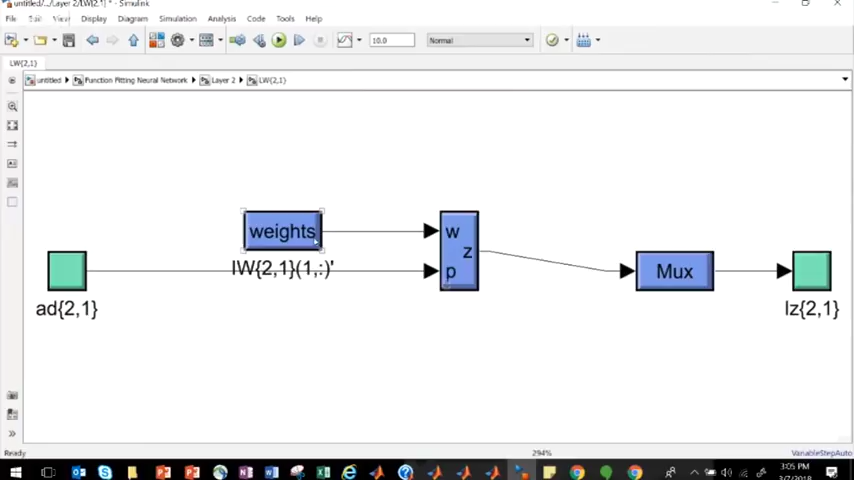 untitled/.../Layer 2/LW{2,1} * - Simulink
File Edit View Display Diagram Simulation Analysis Code Tools Help
10.0 Normal
LW{2,1}
untitled Function Fitting Neural Network Layer 2 LW{2,1}
weights
w
z
p
IW{2,1}(1,:)'
Mux
ad{2,1}
lz{2,1}
Ready 294% VariableStepAuto
3:05 PM
3/7/2018